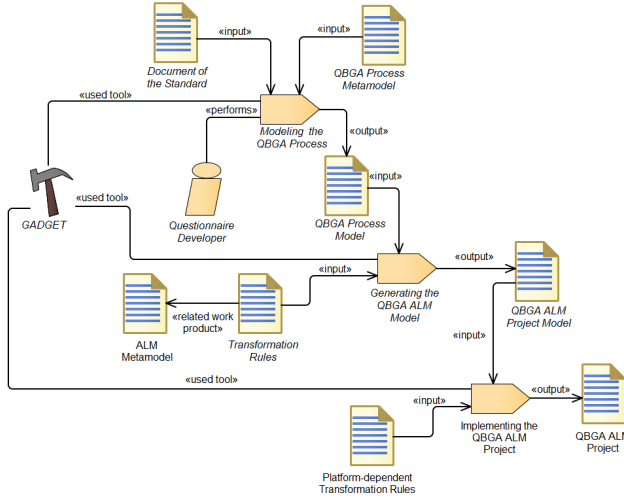 «input»
«input»
Document of
the Standard
QBGA Process
Metamodel
«used tool»
«performs»
Modeling the
QBGA Process
«output»
«input»
«used tool»
GADGET
Questionnaire
Developer
QBGA Process
Model
«output»
«input»
Generating the
QBGA ALM
Model
QBGA ALM
Project Model
«related work
product»
ALM
Metamodel
Transformation
Rules
«input»
«used tool»
«input»
«output»
Implementing the
QBGA ALM
Project
QBGA ALM
Project
Platform-dependent
Transformation Rules